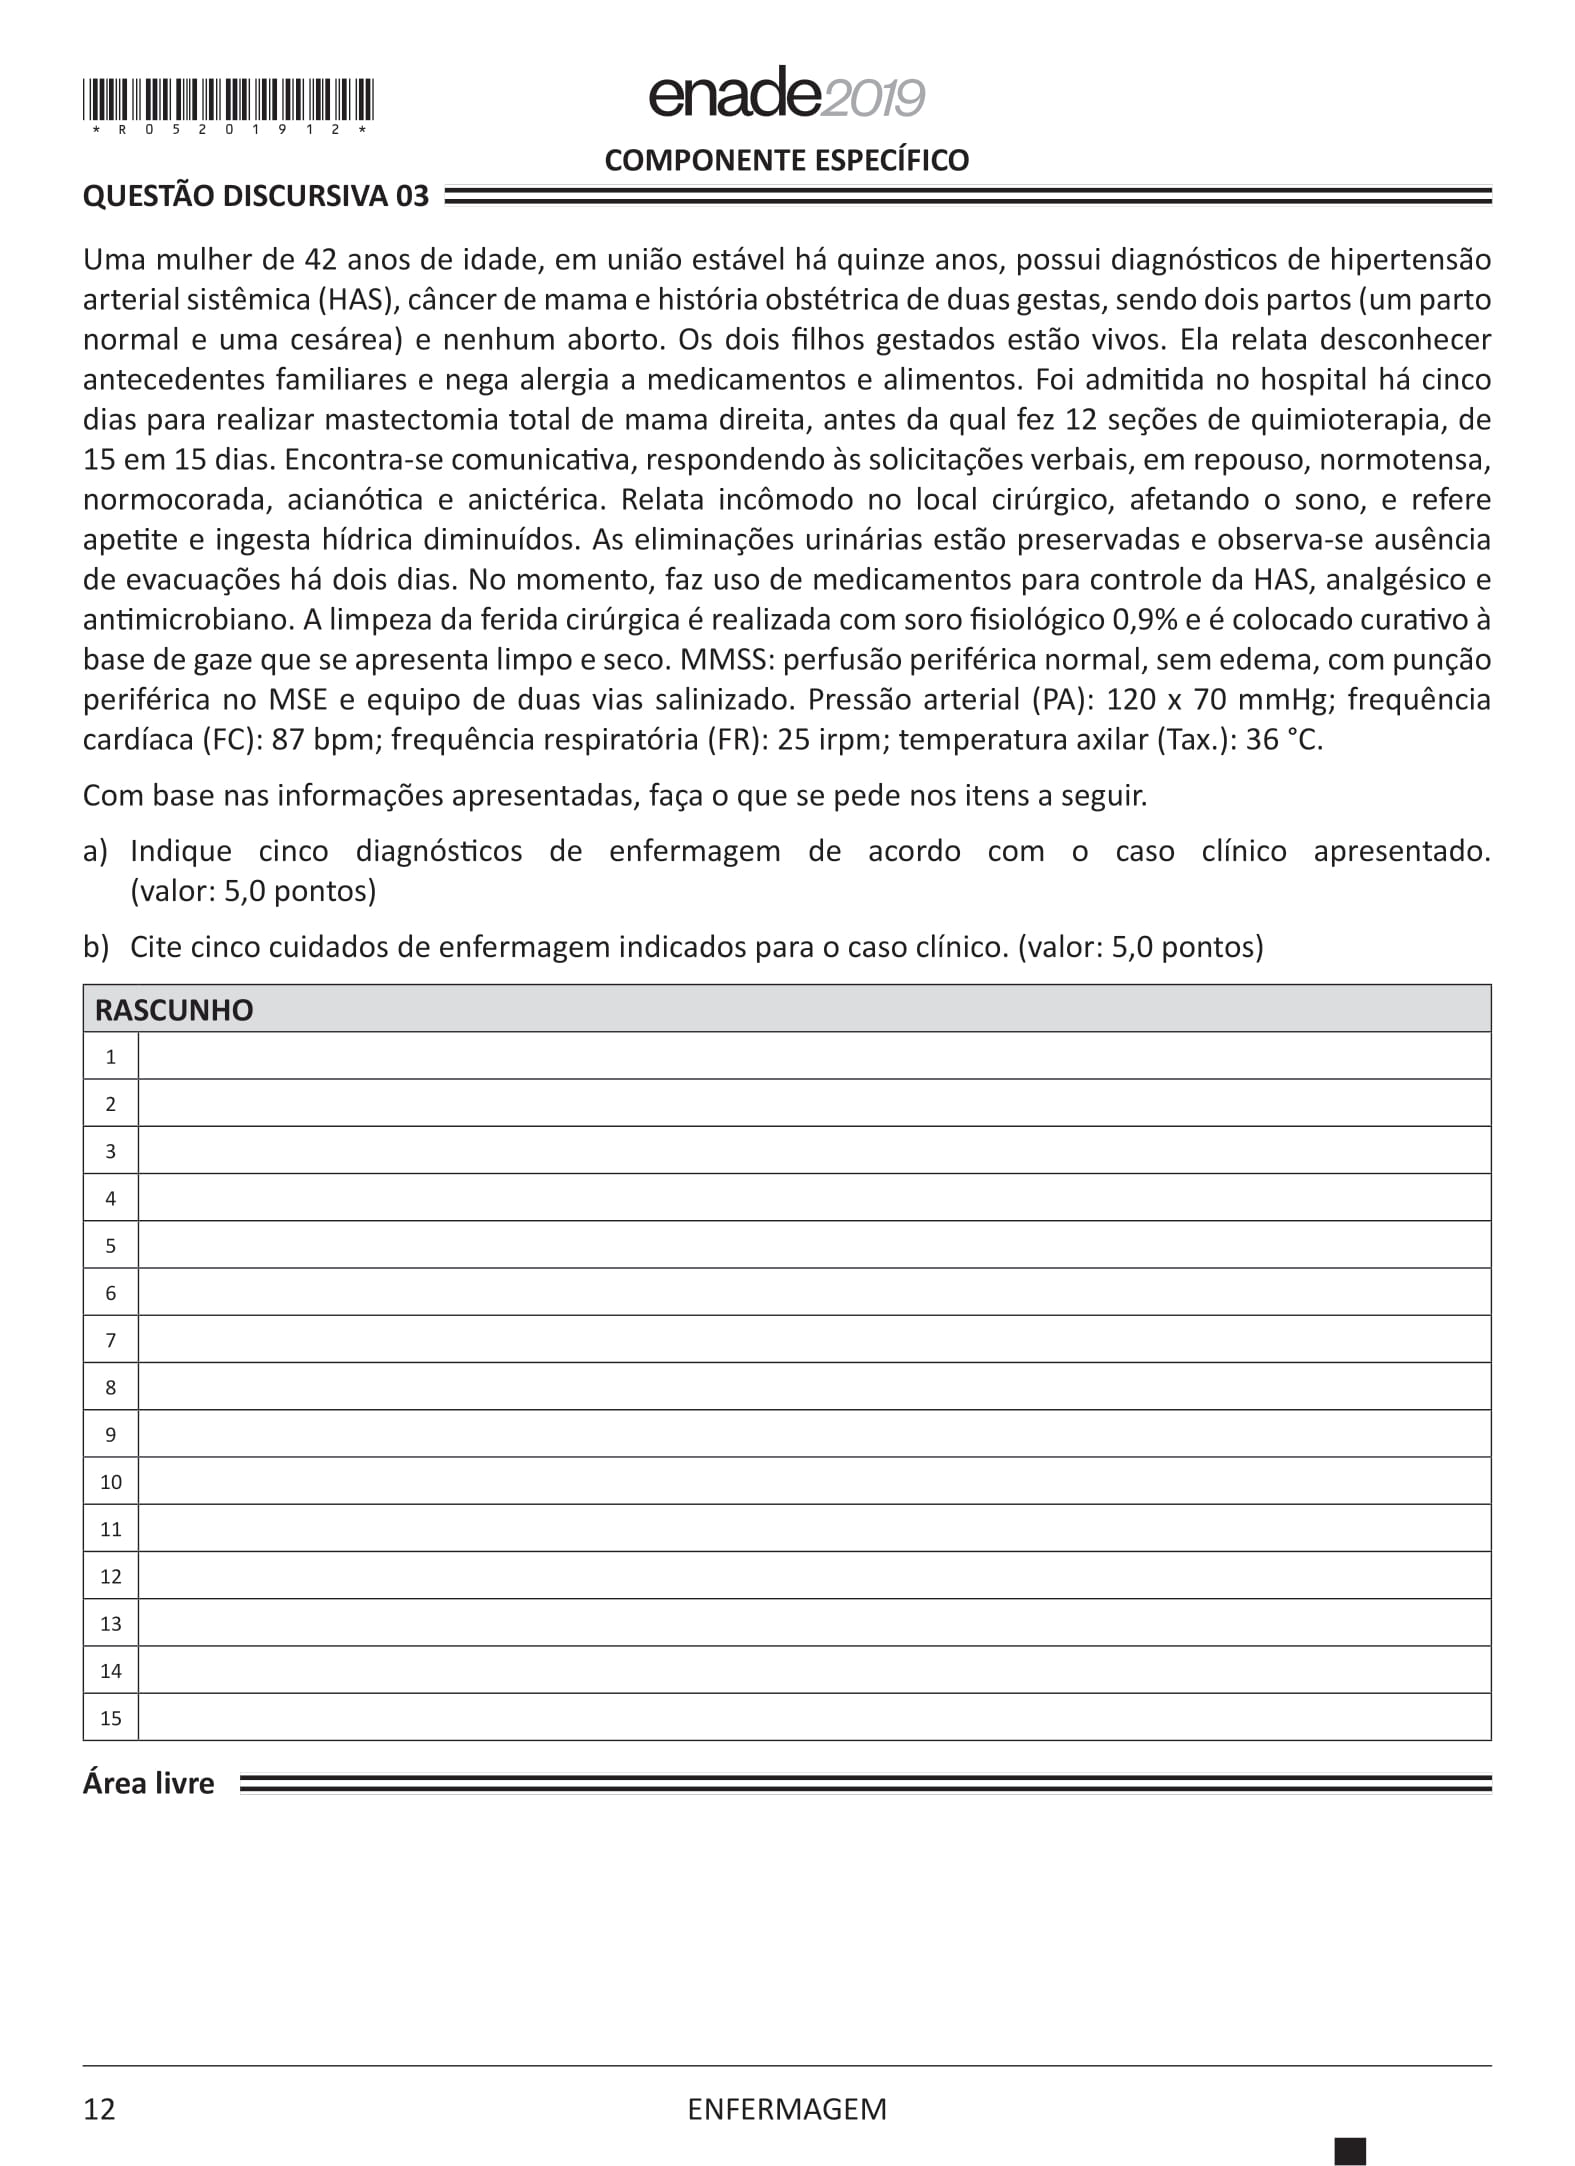 enade2019
*R05201912*
COMPONENTE ESPECÍFICO
QUESTÃO DISCURSIVA 03
Uma mulher de 42 anos de idade, em união estável há quinze anos, possui diagnósticos de hipertensão
arterial sistêmica (HAS), câncer de mama e história obstétrica de duas gestas, sendo dois partos (um parto
normal e uma cesárea) e nenhum aborto. Os dois filhos gestados estão vivos. Ela relata desconhecer
antecedentes familiares e nega alergia a medicamentos e alimentos. Foi admitida no hospital há cinco
dias para realizar mastectomia total de mama direita, antes da qual fez 12 seções de quimioterapia, de
15 em 15 dias. Encontra-se comunicativa, respondendo às solicitações verbais, em repouso, normotensa,
normocorada, acianótica e anictérica. Relata incômodo no local cirúrgico, afetando o sono, e refere
apetite e ingesta hídrica diminuídos. As eliminações urinárias estão preservadas e observa-se ausência
de evacuações há dois dias. No momento, faz uso de medicamentos para controle da HAS, analgésico e
antimicrobiano. A limpeza da ferida cirúrgica é realizada com soro fisiológico 0,9% e é colocado curativo à
base de gaze que se apresenta limpo e seco. MMSS: perfusão periférica normal, sem edema, com punção
periférica no MSE e equipo de duas vias salinizado. Pressão arterial (PA): 120 x 70 mmHg; frequência
cardíaca (FC): 87 bpm; frequência respiratória (FR): 25 irpm; temperatura axilar (Tax.): 36 °C.
Com base nas informações apresentadas, faça o que se pede nos itens a seguir.
a) Indique cinco diagnósticos de enfermagem de acordo com o caso clínico apresentado.
(valor: 5,0 pontos)
b) Cite cinco cuidados de enfermagem indicados para o caso clínico. (valor: 5,0 pontos)
RASCUNHO
1
2
3
4
5
6
7
8
9
10
11
12
13
14
15
Área livre
12
ENFERMAGEM